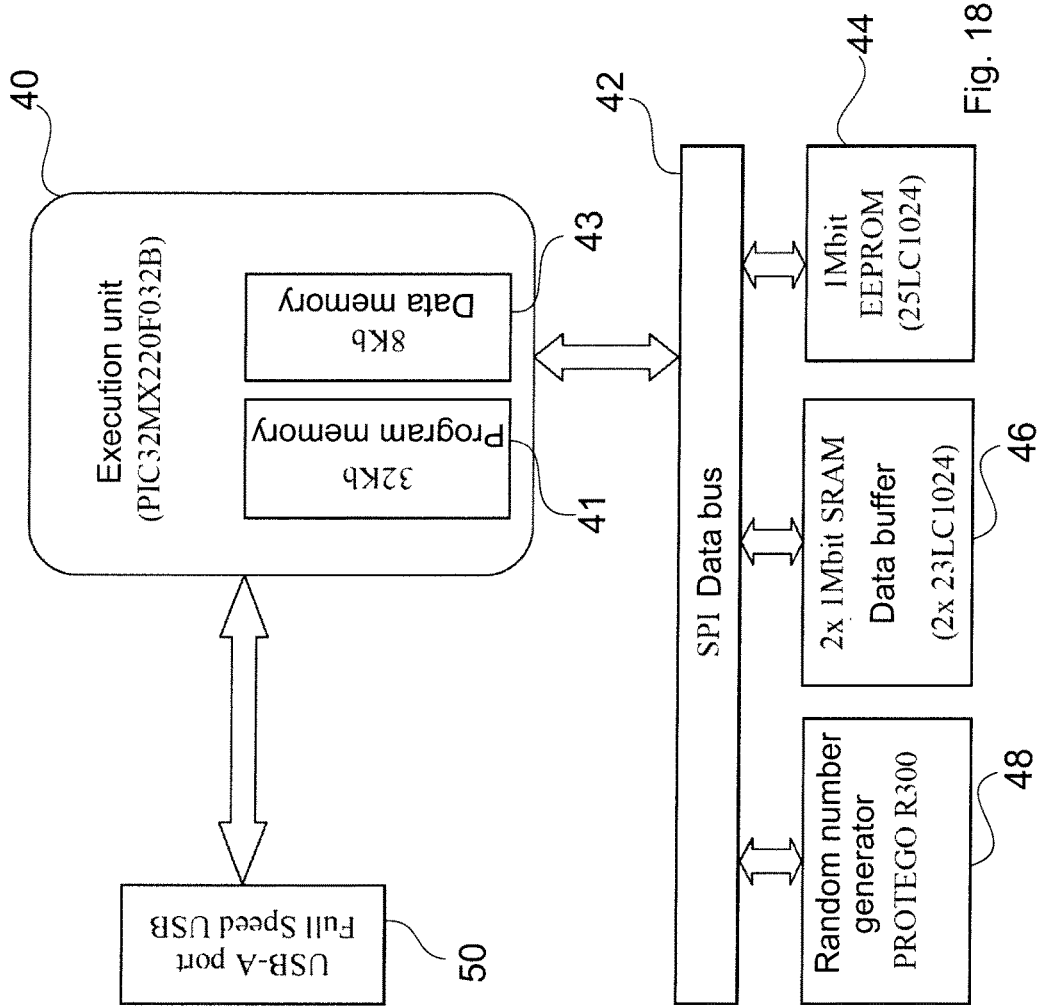 40
Execution unit
(PIC32MX220F032B)
32Kb
Program memory
8Kb
Data memory
41
43
USB-A port
Full Speed USB
50
42
SPI Data bus
Random number
generator
PROTEGO R300
48
2x 1Mbit SRAM
Data buffer
(2x 23LC1024)
46
1Mbit
EEPROM
(25LC1024)
44
Fig. 18